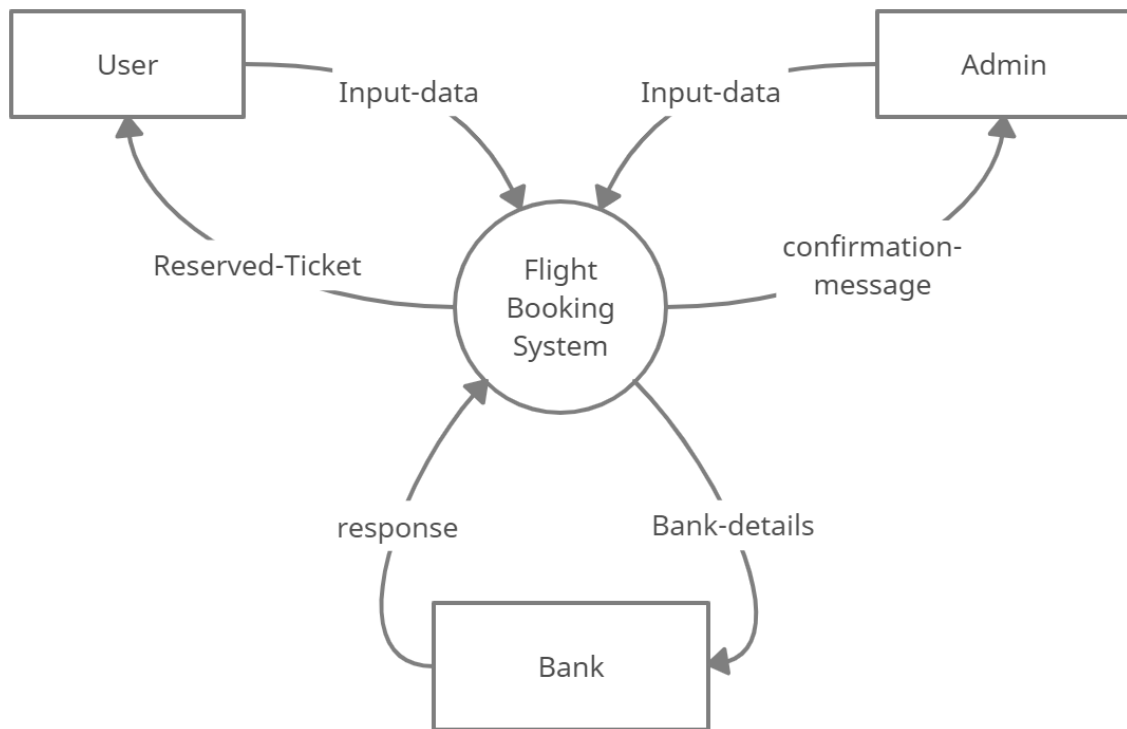 User
Admin
Input-data
Input-data
Reserved-Ticket
confirmation-
message
Flight
Booking
System
response
Bank-details
Bank